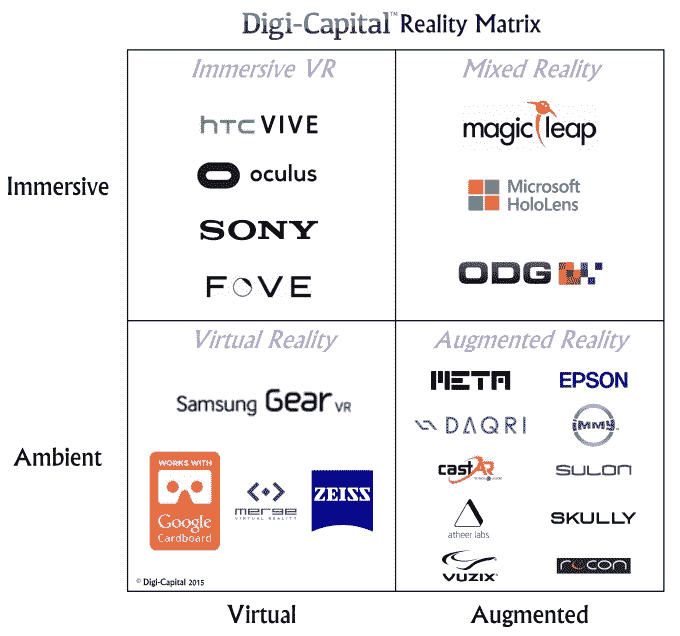 Digi-Capital™ Reality Matrix
Immersive VR
Mixed Reality
Immersive
hTC VIVE
oculus
SONY
FOVE
magic leap
Microsoft
HoloLens
ODG
Virtual Reality
Augmented Reality
Ambient
Samsung Gear VR
WORKS WITH
Google
Cardboard
merge
VIRTUAL REALITY
ZEISS
META
EPSON
DAQRI
iMMY
castAR
SULON
atheer labs
SKULLY
VUZIX
recon
© Digi-Capital 2015
Virtual
Augmented